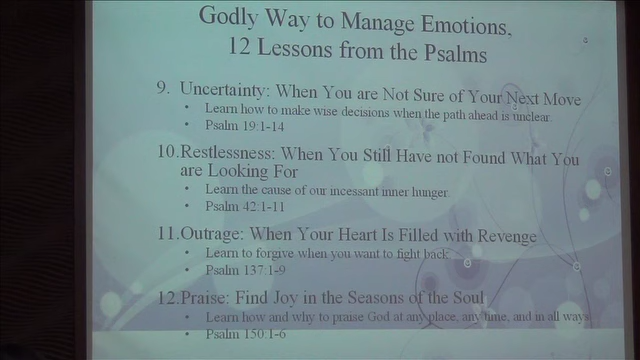 Godly Way to Manage Emotions,
12 Lessons from the Psalms
9. Uncertainty: When You are Not Sure of Your Next Move
• Learn how to make wise decisions when the path ahead is unclear.
• Psalm 19:1-14
10.Restlessness: When You Still Have not Found What You
are Looking For
• Learn the cause of our incessant inner hunger.
• Psalm 42:1-11
11.Outrage: When Your Heart Is Filled with Revenge
• Learn to forgive when you want to fight back
• Psalm 137:1-9
12.Praise: Find Joy in the Seasons of the Soul
• Learn how and why to praise God at any place, any time, and in all ways
• Psalm 150:1-6